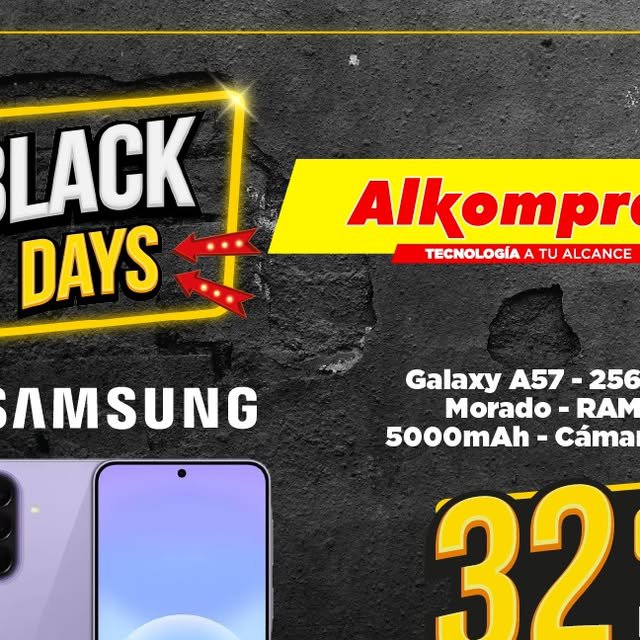 BLACK
DAYS
Alkompra
TECNOLOGÍA A TU ALCANCE
SAMSUNG
Galaxy A57 - 256
Morado - RAM
5000mAh - Cámar
32